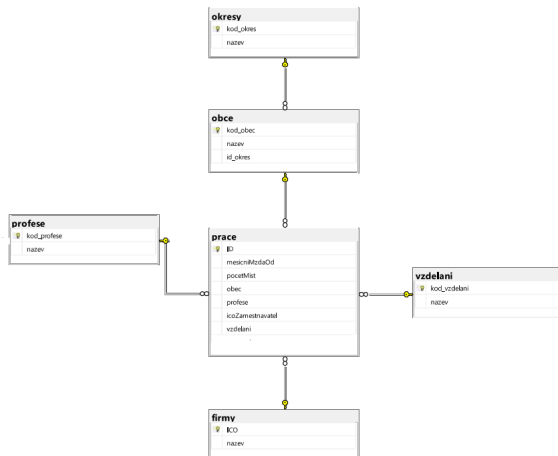 okresy
kod_okres
nazev
obce
kod_obec
nazev
id_okres
profese
kod_profese
nazev
prace
ID
mesicniMzdaOd
pocetMist
obec
profese
icoZamestnavatel
vzdelani
vzdelani
kod_vzdelani
nazev
firmy
ICO
nazev